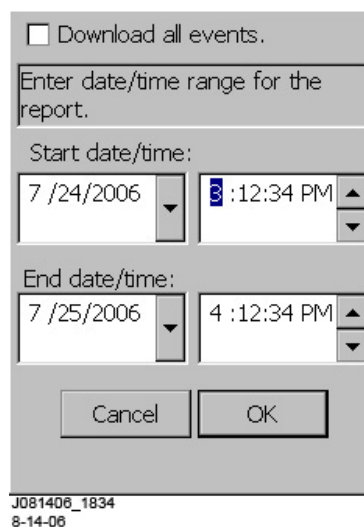 Download all events.
Enter date/time range for the
report.
Start date/time:
7 /24/2006 3 :12:34 PM
End date/time:
7 /25/2006 4 :12:34 PM
Cancel OK
J081406_1834
8-14-06